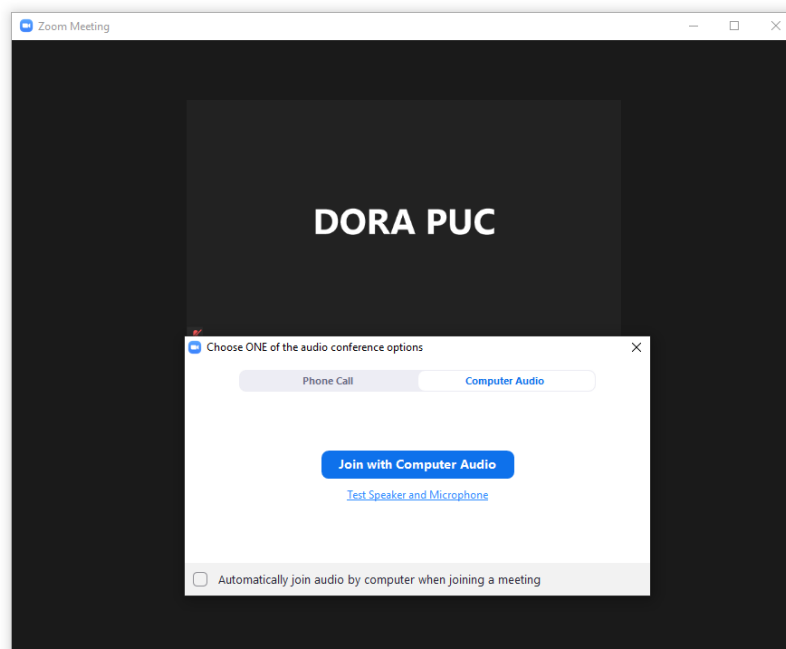 Zoom Meeting
DORA PUC
Choose ONE of the audio conference options
Phone Call
Computer Audio
Join with Computer Audio
Test Speaker and Microphone
Automatically join audio by computer when joining a meeting